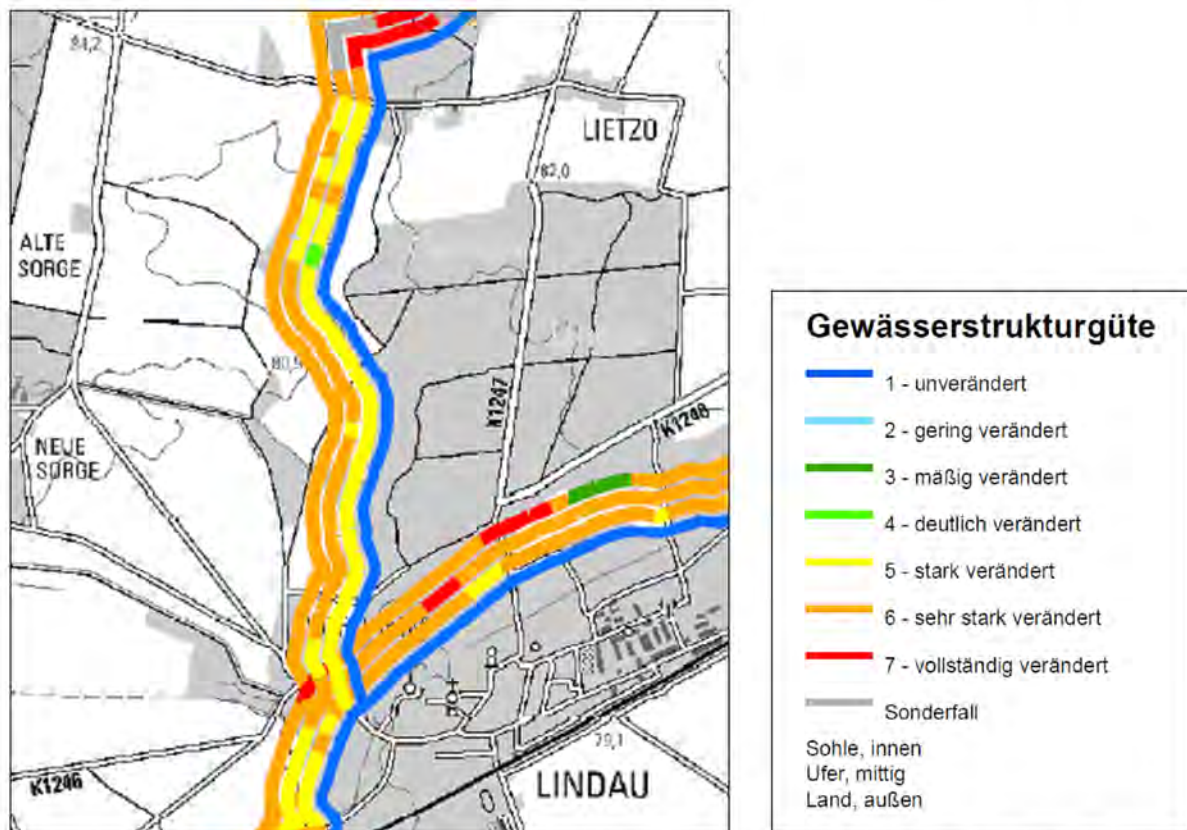 84,2
LIETZO
82,0
ALTE
SORGE
80,5
K1247
K1248
NEUE
SORGE
79,1
K1246
LINDAU
Gewässerstrukturgüte
1 - unverändert
2 - gering verändert
3 - mäßig verändert
4 - deutlich verändert
5 - stark verändert
6 - sehr stark verändert
7 - vollständig verändert
Sonderfall
Sohle, innen
Ufer, mittig
Land, außen